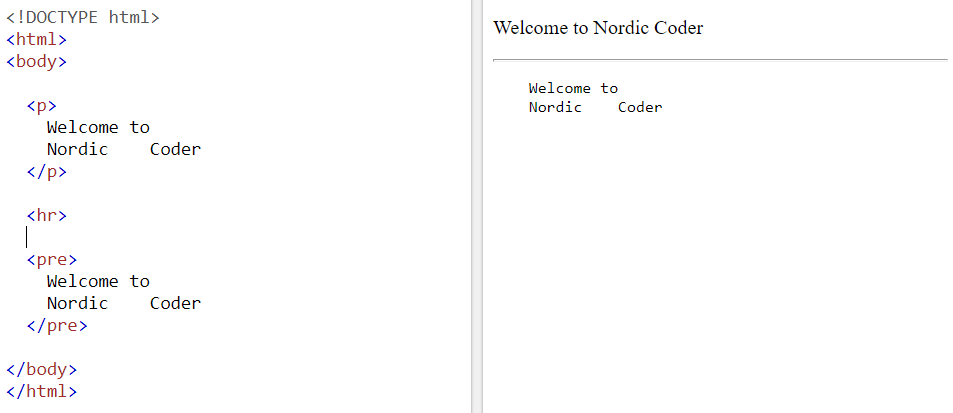 <!DOCTYPE html>
<html>
<body>

  <p>
    Welcome to
    Nordic    Coder
  </p>

  <hr>

  <pre>
    Welcome to
    Nordic    Coder
  </pre>

</body>
</html>
Welcome to Nordic Coder
    Welcome to
    Nordic    Coder